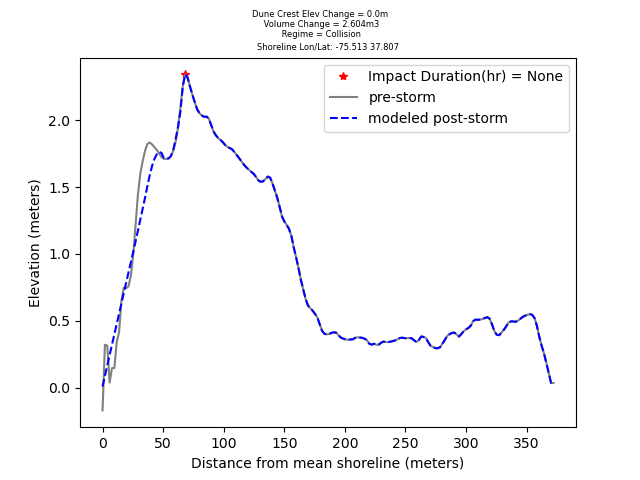 Dune Crest Elev Change = 0.0m
Volume Change = 2.604m3
Regime = Collision
Shoreline Lon/Lat: -75.513 37.807
Impact Duration(hr) = None
pre-storm
modeled post-storm
Elevation (meters)
2.0
1.5
1.0
0.5
0.0
0 50 100 150 200 250 300 350
Distance from mean shoreline (meters)